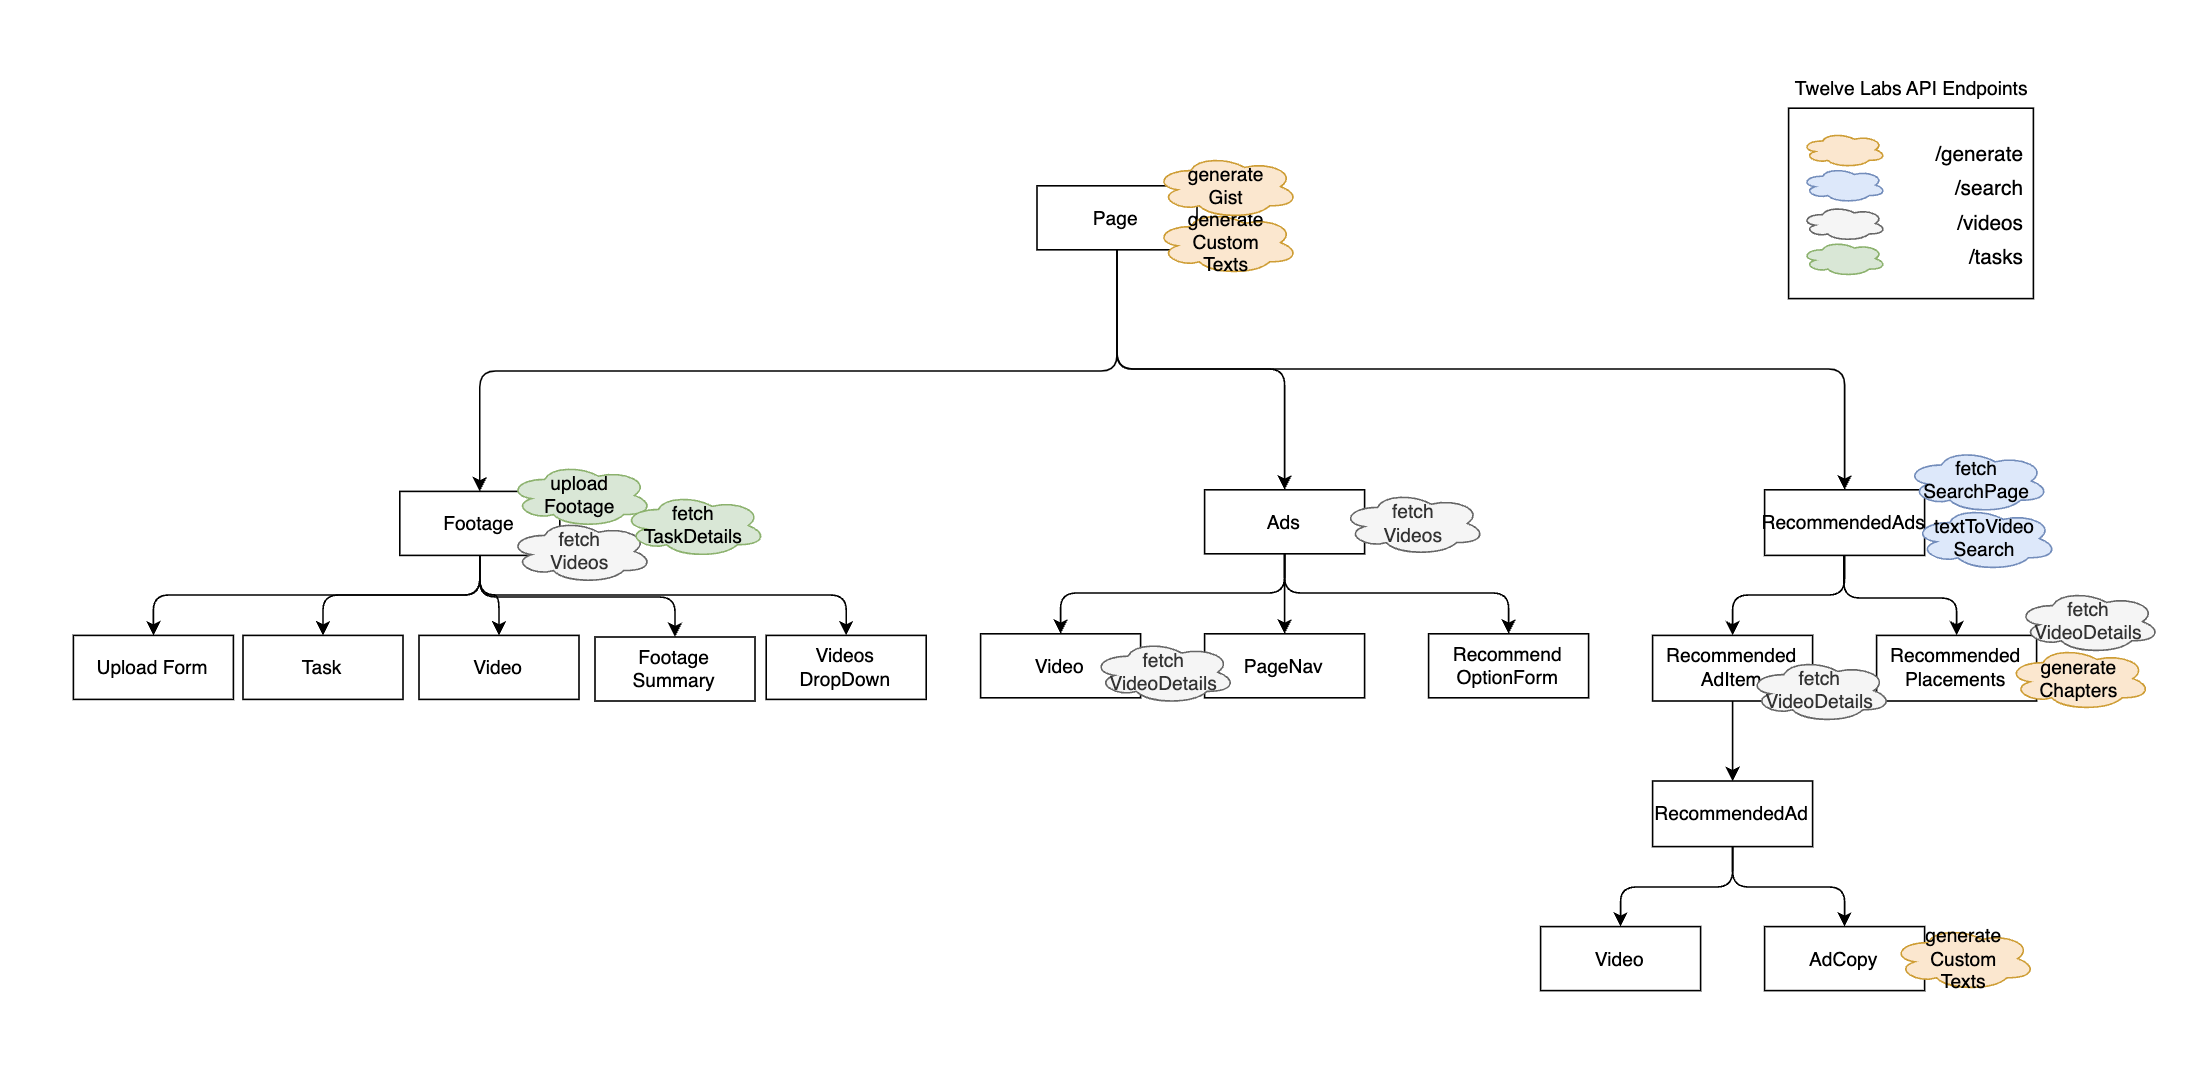 Twelve Labs API Endpoints
/generate
/search
/videos
/tasks
Page
generate
Gist
generate
Custom
Texts
Footage
upload
Footage
fetch
TaskDetails
fetch
Videos
Ads
fetch
Videos
RecommendedAds
fetch
SearchPage
textToVideo
Search
Upload Form
Task
Video
Footage
Summary
Videos
DropDown
Video
fetch
VideoDetails
PageNav
Recommend
OptionForm
Recommended
AdItem
fetch
VideoDetails
Recommended
Placements
fetch
VideoDetails
generate
Chapters
RecommendedAd
Video
AdCopy
generate
Custom
Texts